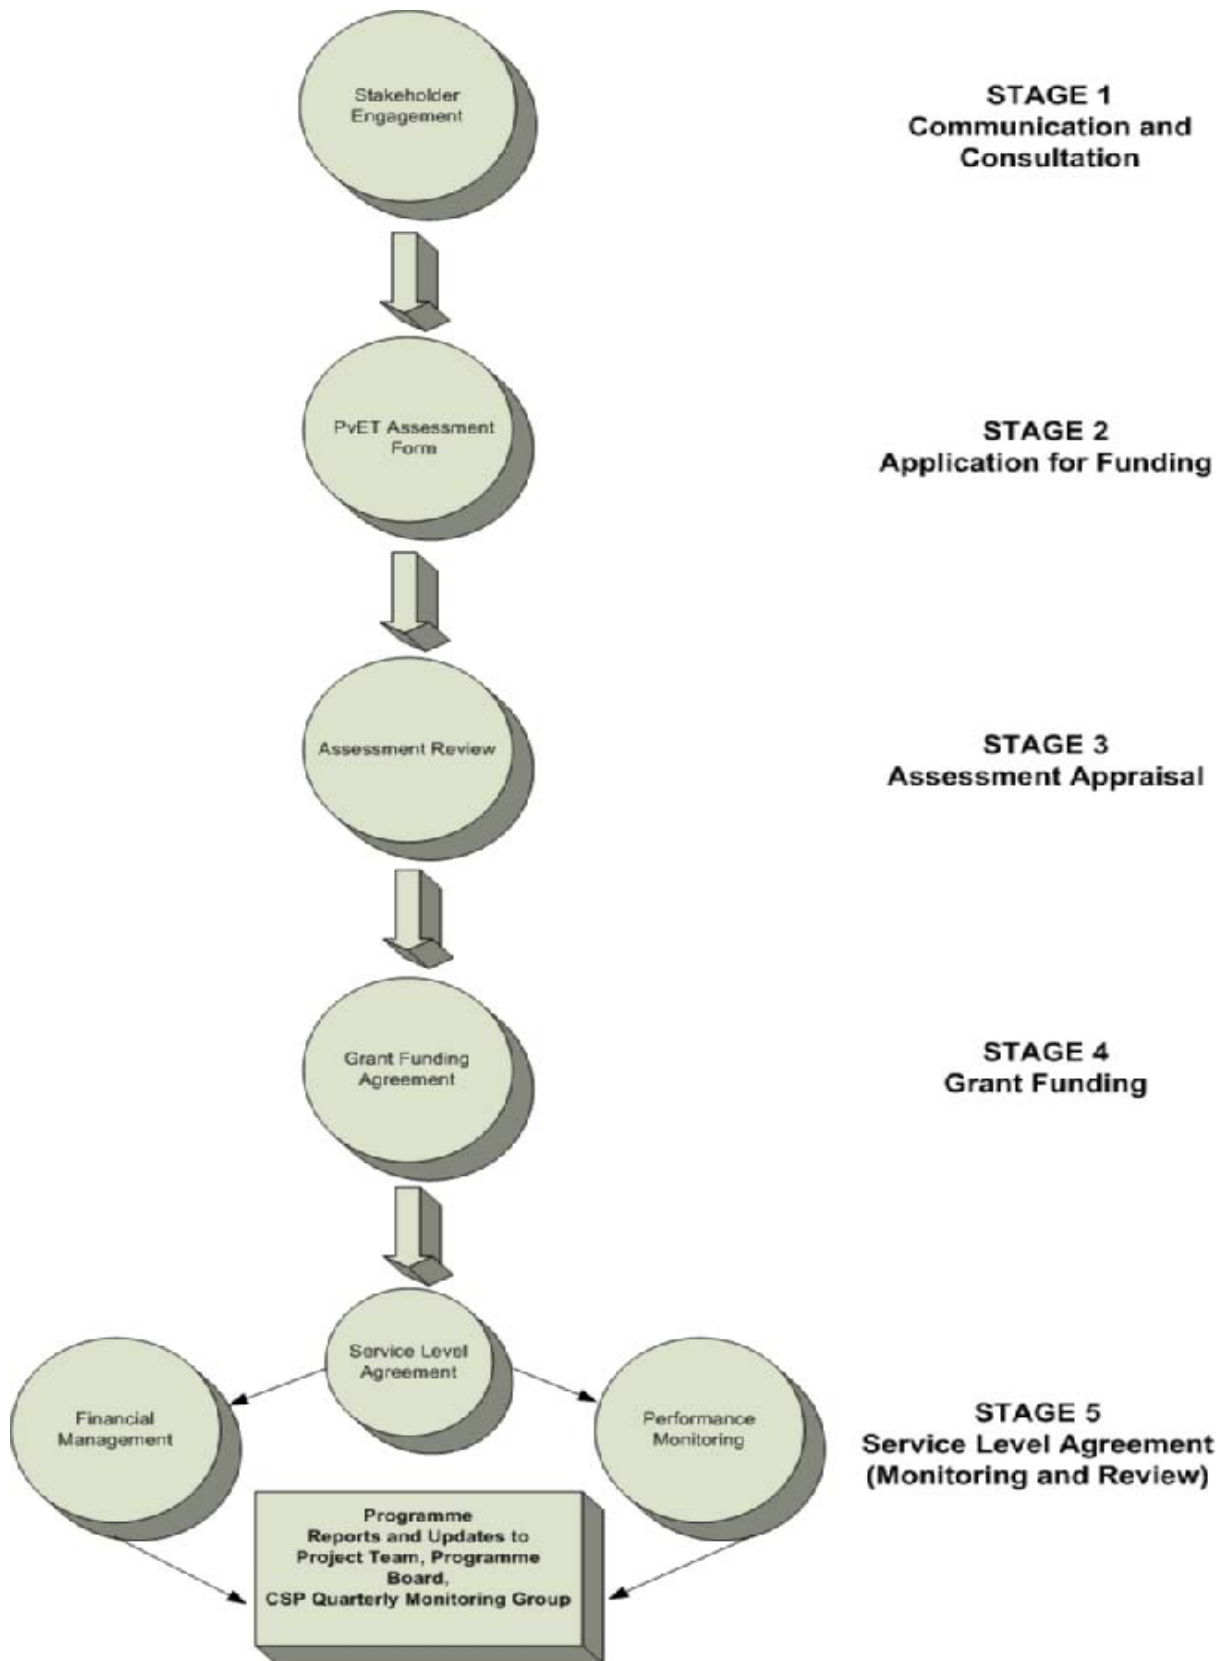 Stakeholder
Engagement
STAGE 1
Communication and
Consultation
PvET Assessment
Form
STAGE 2
Application for Funding
Assessment Review
STAGE 3
Assessment Appraisal
Grant Funding
Agreement
STAGE 4
Grant Funding
Service Level
Agreement
Financial
Management
Performance
Monitoring
STAGE 5
Service Level Agreement
(Monitoring and Review)
Programme
Reports and Updates to
Project Team, Programme
Board,
CSP Quarterly Monitoring Group